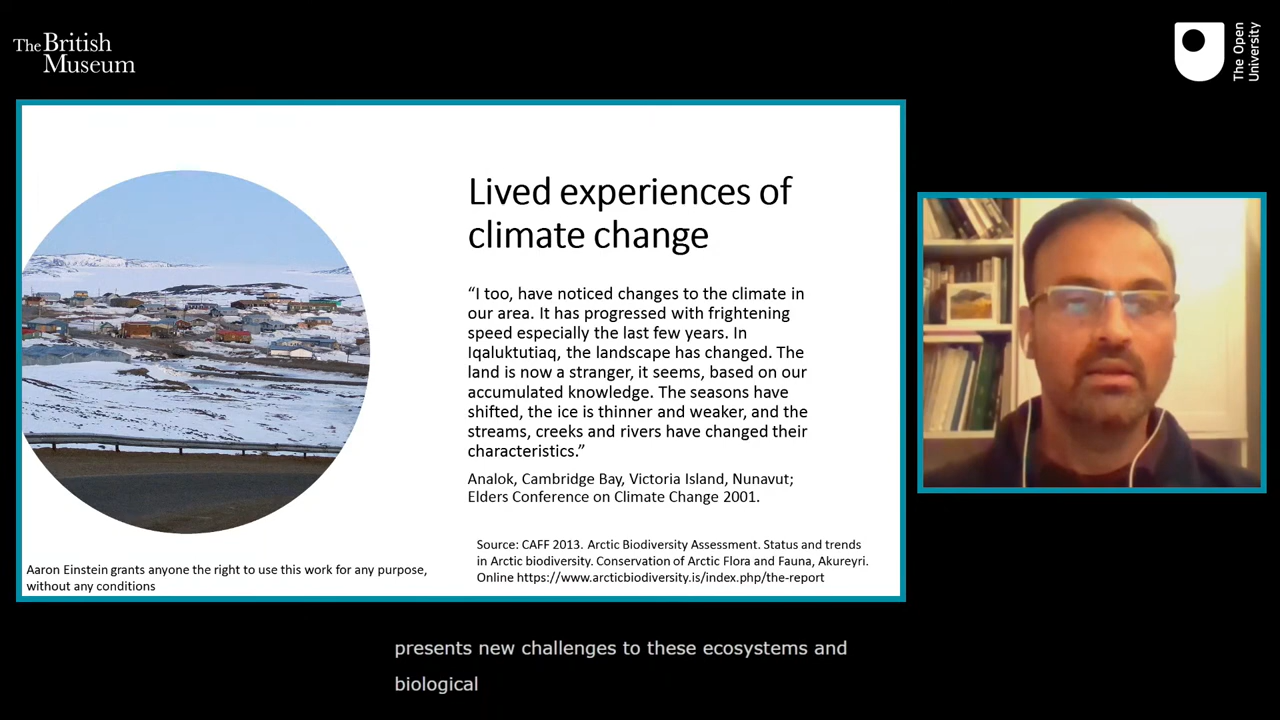 The British
Museum
The Open
University
Lived experiences of
climate change
“I too, have noticed changes to the climate in
our area. It has progressed with frightening
speed especially the last few years. In
Iqaluktutiaq, the landscape has changed. The
land is now a stranger, it seems, based on our
accumulated knowledge. The seasons have
shifted, the ice is thinner and weaker, and the
streams, creeks and rivers have changed their
characteristics.”
Analok, Cambridge Bay, Victoria Island, Nunavut;
Elders Conference on Climate Change 2001.
Source: CAFF 2013. Arctic Biodiversity Assessment. Status and trends
in Arctic biodiversity. Conservation of Arctic Flora and Fauna, Akureyri.
Online https://www.arcticbiodiversity.is/index.php/the-report
Aaron Einstein grants anyone the right to use this work for any purpose,
without any conditions
presents new challenges to these ecosystems and
biological